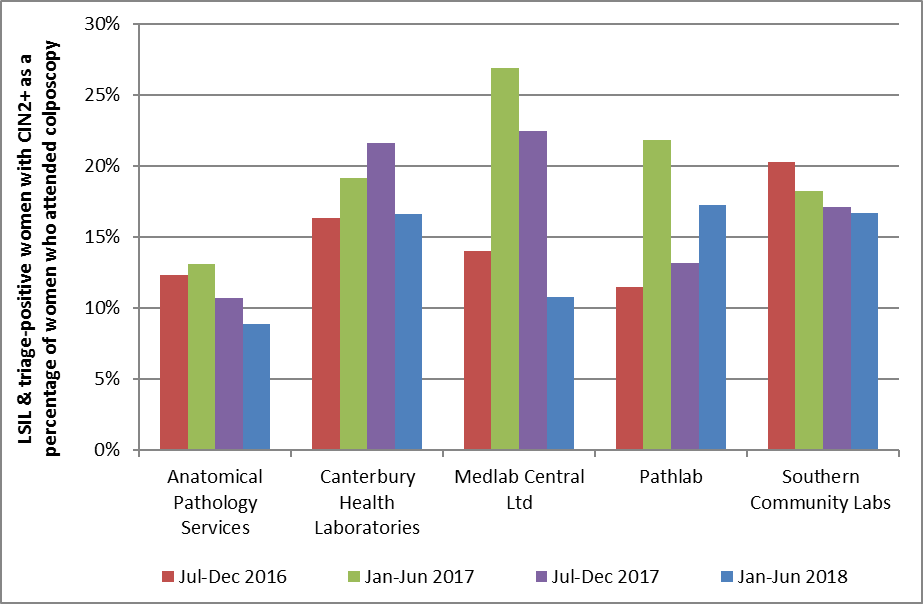 LSIL & triage-positive women with CIN2+ as a
percentage of women who attended colposcopy
30%
25%
20%
15%
10%
5%
0%
Anatomical
Pathology
Services
Canterbury
Health
Laboratories
Medlab Central
Ltd
Pathlab
Southern
Community Labs
Jul-Dec 2016
Jan-Jun 2017
Jul-Dec 2017
Jan-Jun 2018